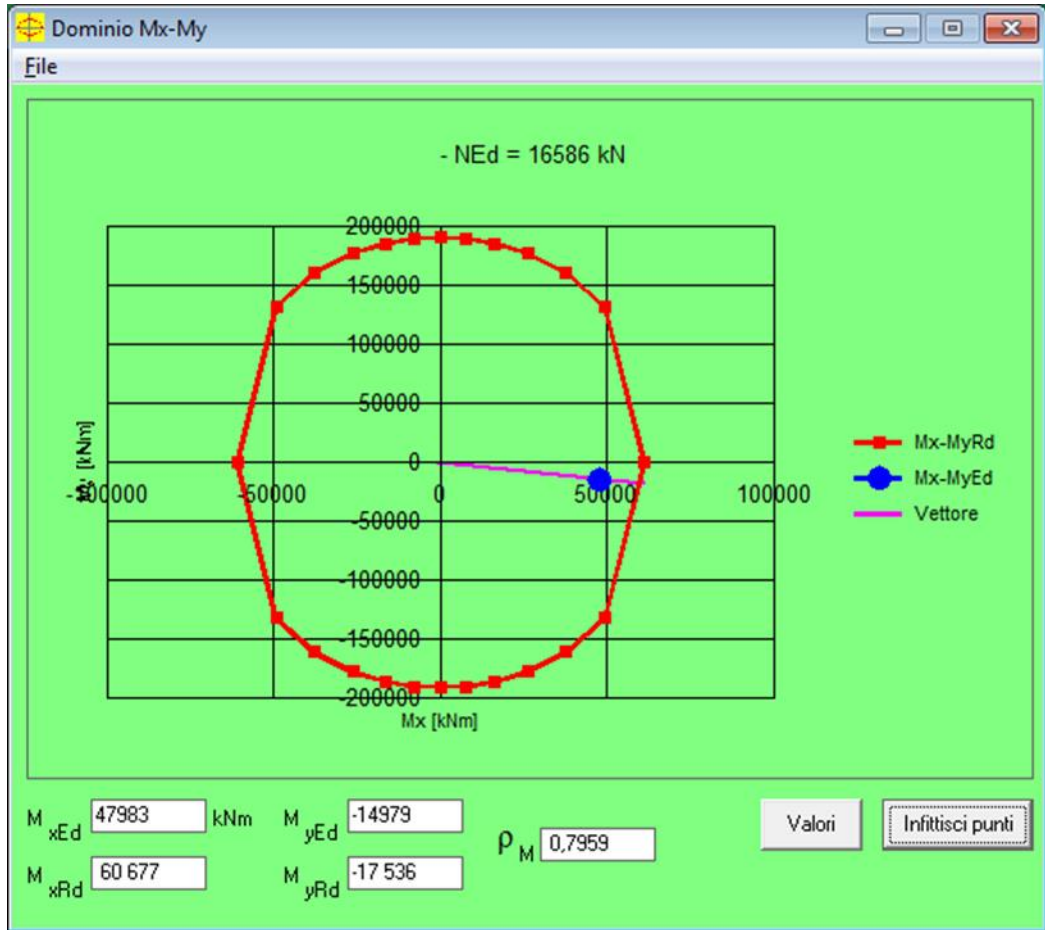 Dominio Mx-My
File
- NEd = 16586 kN
200000
150000
100000
50000
0
-50000
-100000
-150000
-200000
-100000 -50000 0 50000 100000
Mx [kNm]
[kNm]
Mx-MyRd
Mx-MyEd
Vettore
M xEd 47983 kNm M yEd -14979
ρ M 0,7959
M xRd 60 677 M yRd -17 536
Valori Infittisci punti